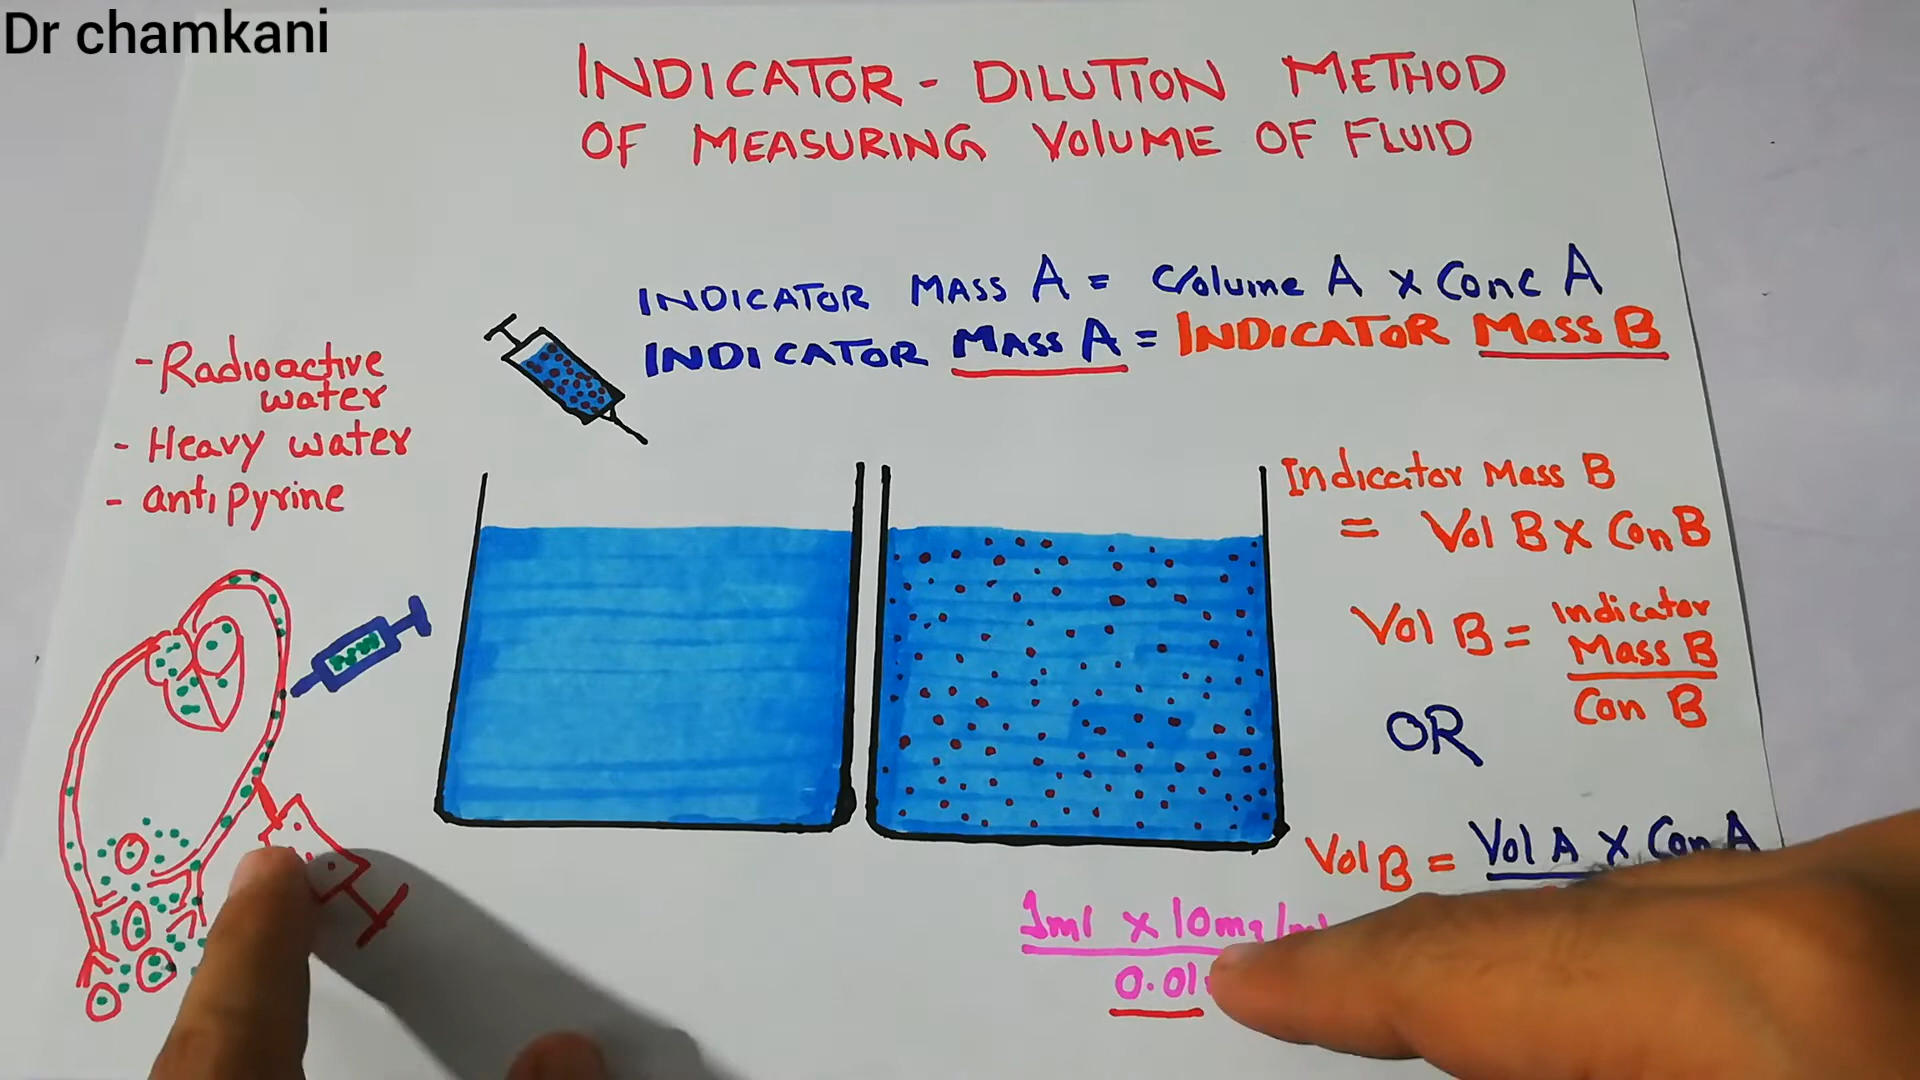 Dr chamkani
INDICATOR - DILUTION METHOD
OF MEASURING VOLUME OF FLUID
INDICATOR MASS A = Volume A x Conc A
INDICATOR MASS A = INDICATOR MASS B
- Radioactive
water
- Heavy water
- antipyrine
Indicator Mass B
= Vol B x Con B
Vol B = Indicator
Mass B
Con B
OR
Vol B = Vol A x Con A
1ml x 10mg/ml
0.01